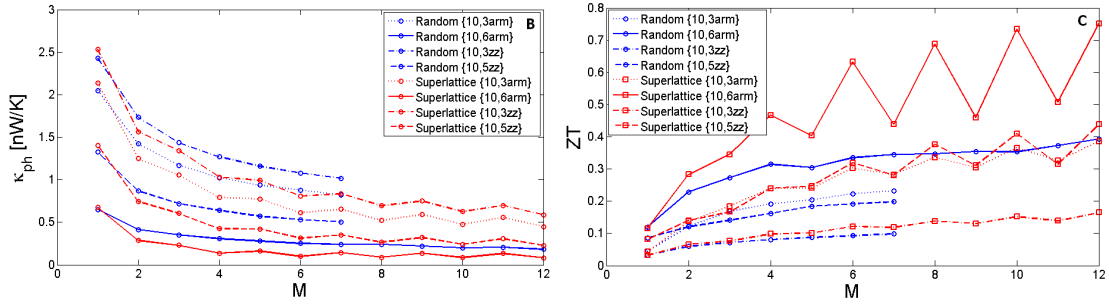 B
Random {10,3arm}
Random {10,6arm}
Random {10,3zz}
Random {10,5zz}
Superlattice {10,3arm}
Superlattice {10,6arm}
Superlattice {10,3zz}
Superlattice {10,5zz}
κph [nW/K]
3
2.5
2
1.5
1
0.5
0
0 2 4 6 8 10 12
M
C
Random {10,3arm}
Random {10,6arm}
Random {10,3zz}
Random {10,5zz}
Superlattice {10,3arm}
Superlattice {10,6arm}
Superlattice {10,3zz}
Superlattice {10,5zz}
ZT
0.8
0.7
0.6
0.5
0.4
0.3
0.2
0.1
0
0 2 4 6 8 10 12
M